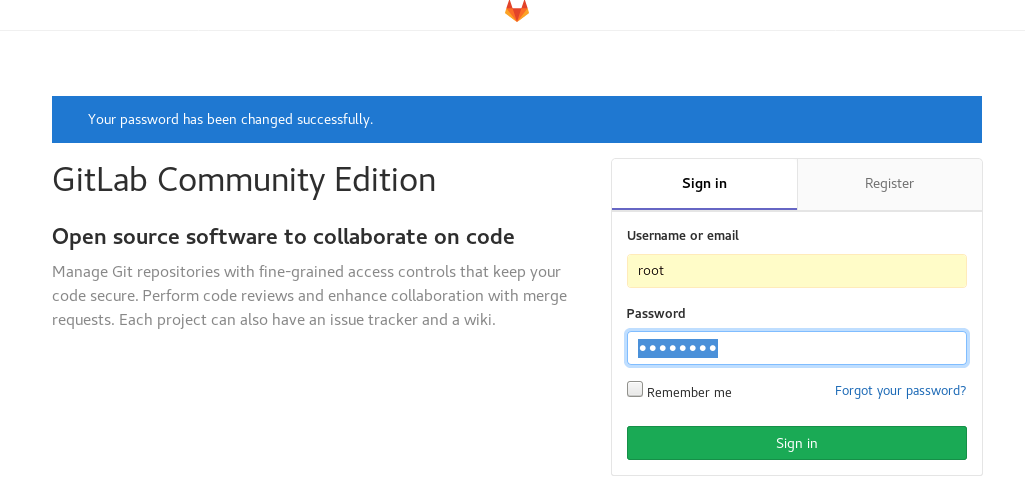 Your password has been changed successfully.
GitLab Community Edition
Open source software to collaborate on code
Manage Git repositories with fine-grained access controls that keep your
code secure. Perform code reviews and enhance collaboration with merge
requests. Each project can also have an issue tracker and a wiki.
Sign in
Register
Username or email
root
Password
••••••••
Remember me
Forgot your password?
Sign in